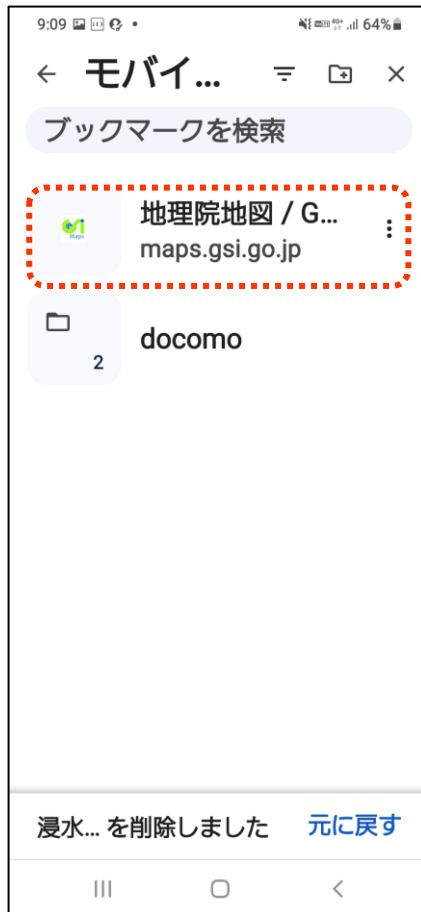 9:09
64%
モバイ...
ブックマークを検索
地理院地図 / G...
maps.gsi.go.jp
docomo
2
浸水... を削除しました 元に戻す